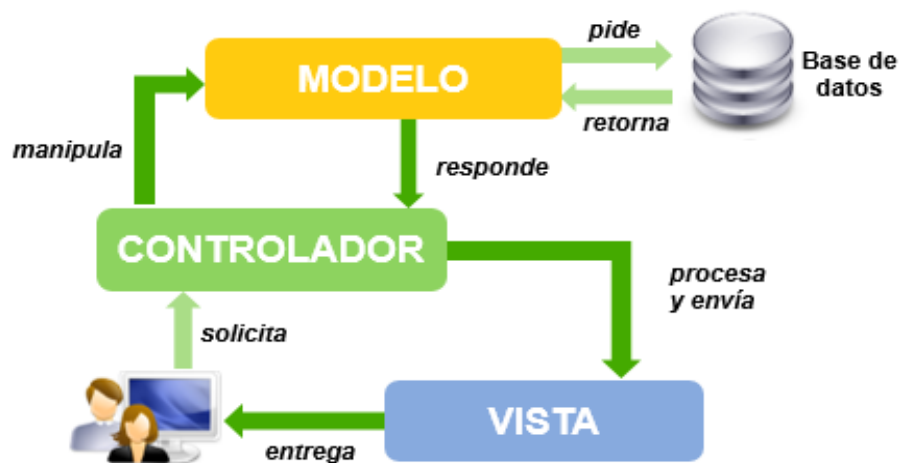 pide
MODELO
Base de
datos
retorna
manipula
responde
CONTROLADOR
procesa
y envía
solicita
VISTA
entrega